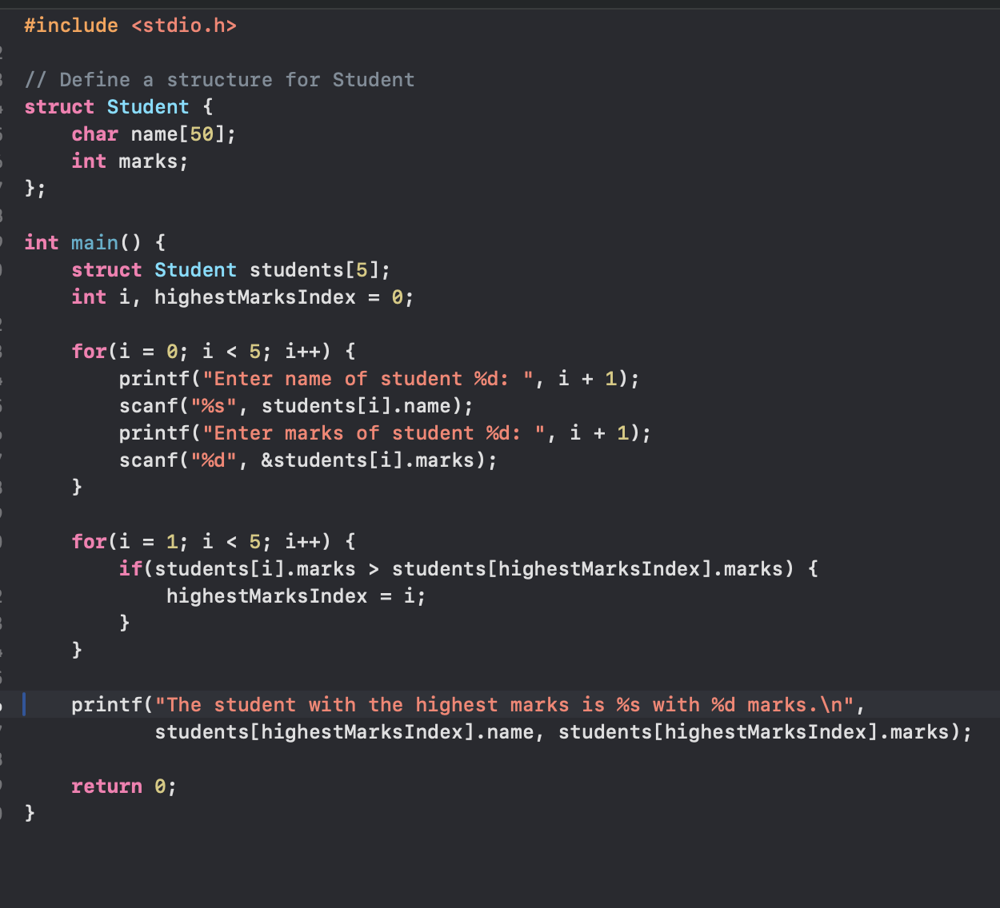 #include <stdio.h>

// Define a structure for Student
struct Student {
    char name[50];
    int marks;
};

int main() {
    struct Student students[5];
    int i, highestMarksIndex = 0;

    for(i = 0; i < 5; i++) {
        printf("Enter name of student %d: ", i + 1);
        scanf("%s", students[i].name);
        printf("Enter marks of student %d: ", i + 1);
        scanf("%d", &students[i].marks);
    }

    for(i = 1; i < 5; i++) {
        if(students[i].marks > students[highestMarksIndex].marks) {
            highestMarksIndex = i;
        }
    }

    printf("The student with the highest marks is %s with %d marks.\n",
           students[highestMarksIndex].name, students[highestMarksIndex].marks);

    return 0;
}